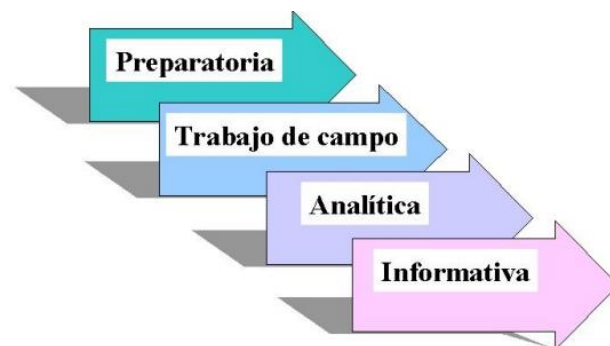 Preparatoria
Trabajo de campo
Analítica
Informativa